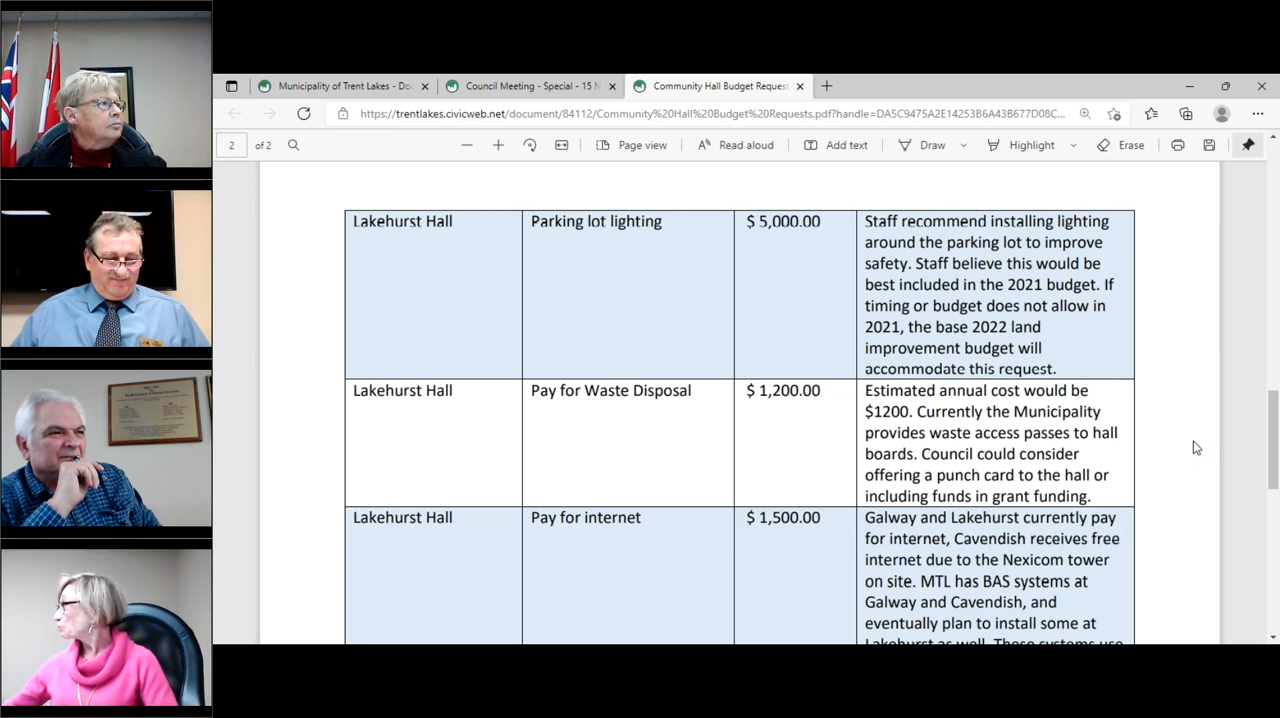 Municipality of Trent Lakes - Do
Council Meeting - Special - 15 N
Community Hall Budget Request
https://trentlakes.civicweb.net/document/84112/Community%20Hall%20Budget%20Requests.pdf?handle=DA5C9475A2E14253B6A43B677D08C...
2 of 2
Page view
Read aloud
Add text
Draw
Highlight
Erase
Lakehurst Hall
Parking lot lighting
$ 5,000.00
Staff recommend installing lighting
around the parking lot to improve
safety. Staff believe this would be
best included in the 2021 budget. If
timing or budget does not allow in
2021, the base 2022 land
improvement budget will
accommodate this request.
Lakehurst Hall
Pay for Waste Disposal
$ 1,200.00
Estimated annual cost would be
$1200. Currently the Municipality
provides waste access passes to hall
boards. Council could consider
offering a punch card to the hall or
including funds in grant funding.
Lakehurst Hall
Pay for internet
$ 1,500.00
Galway and Lakehurst currently pay
for internet, Cavendish receives free
internet due to the Nexicom tower
on site. MTL has BAS systems at
Galway and Cavendish, and
eventually plan to install some at
Lakehurst as well. These systems use